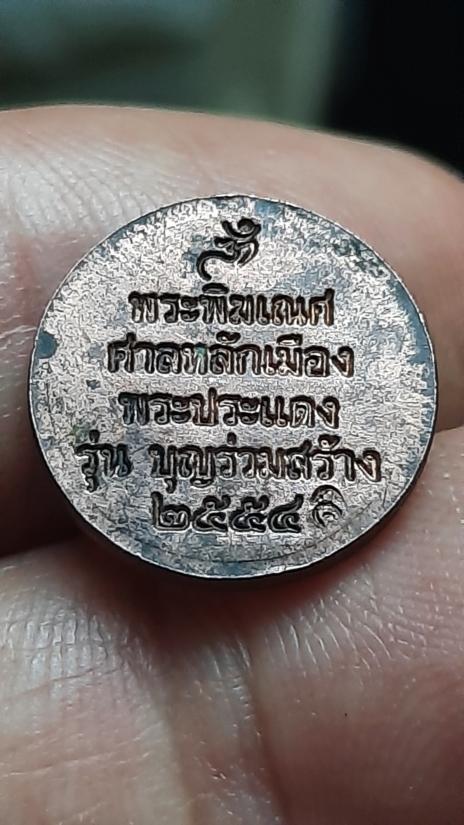 พระพิฆเณศ
ศาลหลักเมือง
พระประแดง
รุ่น บุญร่วมสร้าง
๒๕๕๔